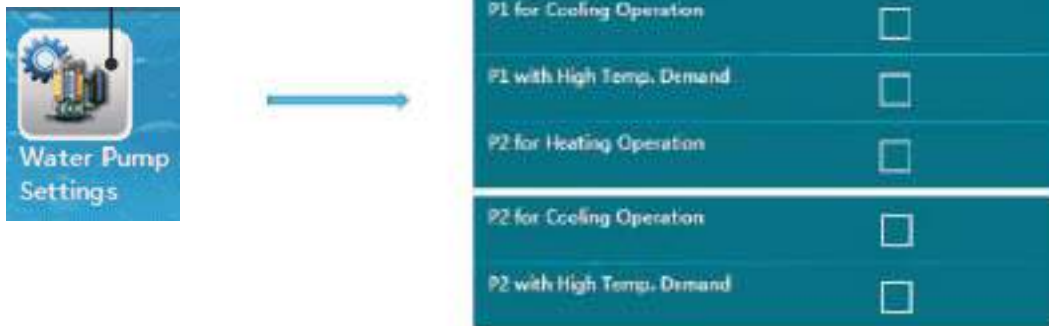 Water Pump
Settings
P1 for Cooling Operation
P1 with High Temp. Demand
P2 for Heating Operation
P2 for Cooling Operation
P2 with High Temp. Demand